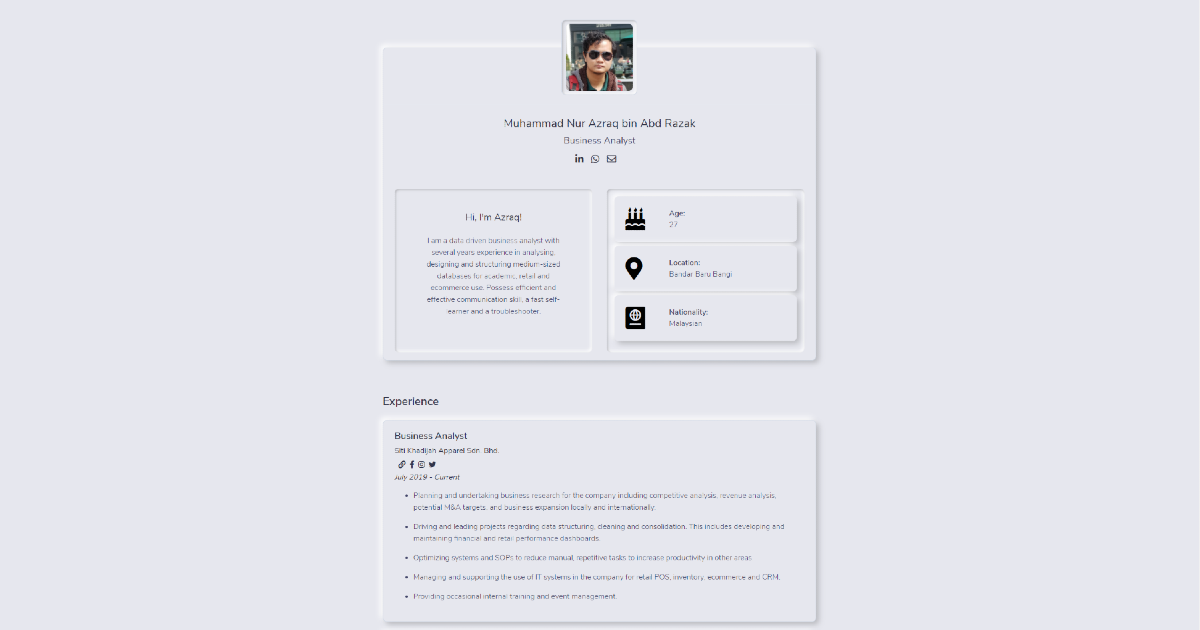 Muhammad Nur Azraq bin Abd Razak
Business Analyst
Hi, I'm Azraq!
I am a data driven business analyst with
several years experience in analysing,
designing and structuring medium-sized
databases for academic, retail and
ecommerce use. Possess efficient and
effective communication skill, a fast self-
learner and a troubleshooter.
Age:
27
Location:
Bandar Baru Bangi
Nationality:
Malaysian
Experience
Business Analyst
Siti Khadijah Apparel Sdn. Bhd.
July 2019 - Current
• Planning and undertaking business research for the company including competitive analysis, revenue analysis,
potential M&A targets, and business expansion locally and internationally.
• Driving and leading projects regarding data structuring, cleaning and consolidation. This includes developing and
maintaining financial and retail performance dashboards.
• Optimizing systems and SOPs to reduce manual, repetitive tasks to increase productivity in other areas.
• Managing and supporting the use of IT systems in the company for retail POS, inventory, ecommerce and CRM.
• Providing occasional internal training and event management.